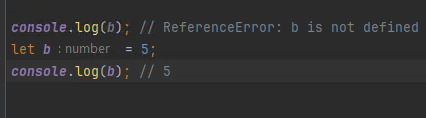 console.log(b); // ReferenceError: b is not defined
let b : number = 5;
console.log(b); // 5